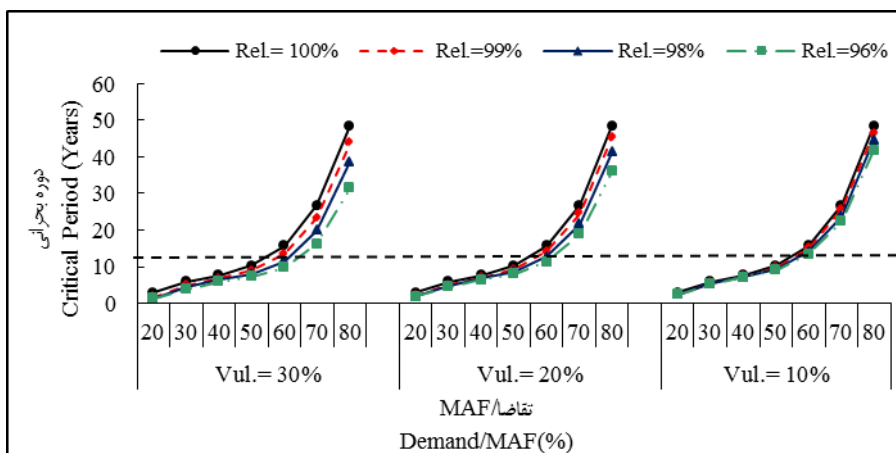 Rel.= 100% Rel.=99% Rel.=98% Rel.=96%
60
50
40
30
20
10
0
دوره بحرانی
Critical Period (Years)
20 30 40 50 60 70 80 20 30 40 50 60 70 80 20 30 40 50 60 70 80
Vul.= 30% Vul.= 20% Vul.= 10%
تقاضا/MAF
Demand/MAF(%)